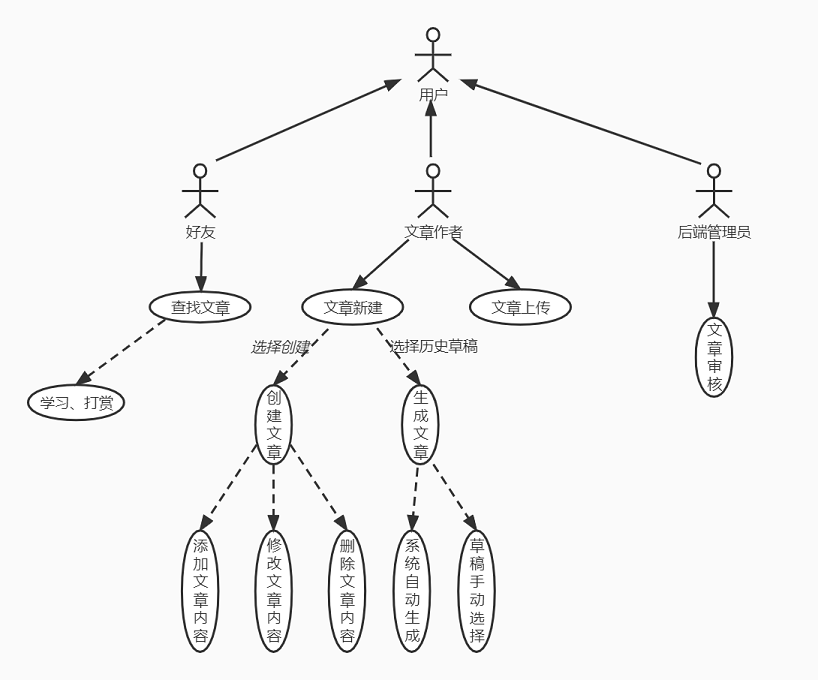 用户
好友
文章作者
后端管理员
查找文章
文章新建
文章上传
文章审核
选择创建
选择历史草稿
学习、打赏
创建文章
生成文章
添加文章内容
修改文章内容
删除文章内容
系统自动生成
草稿手动选择